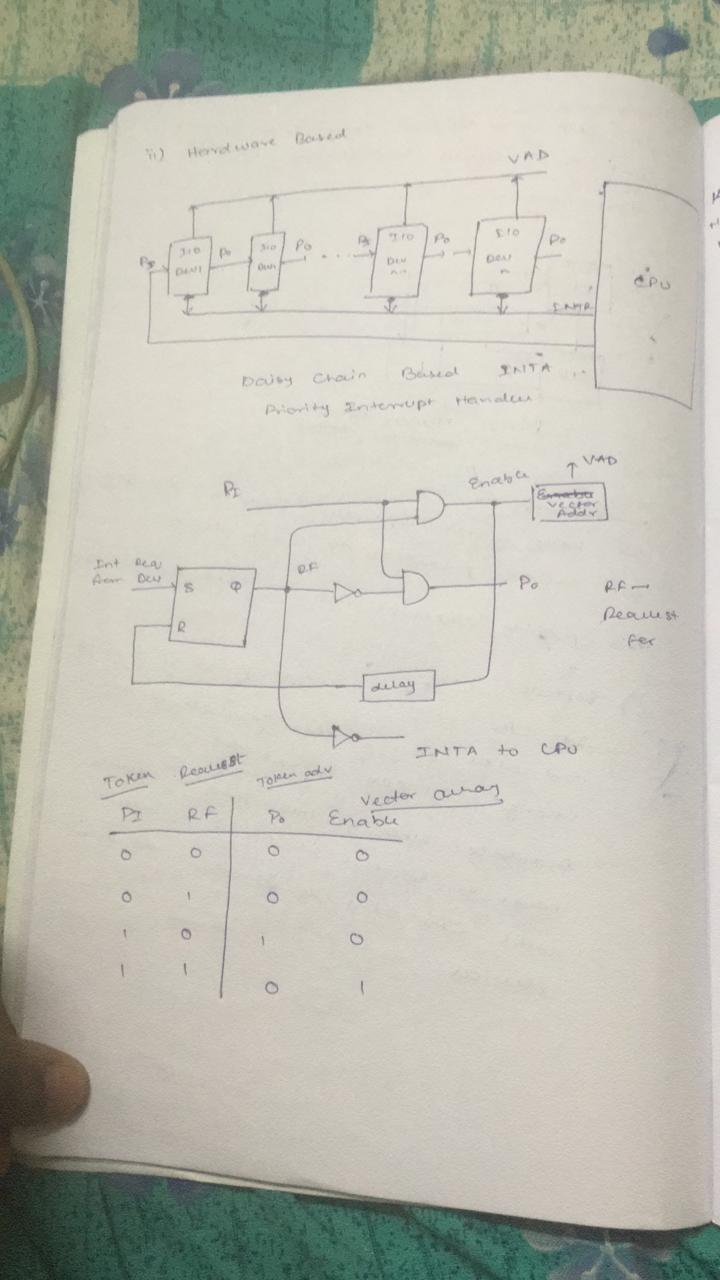 ii) Hardware Based
VAD
PI I/O Dev1 PO I/O Dev PO ... PI I/O Dev n-1 PO I/O Dev n PO
CPU
INTR
Daisy Chain Based INTA
Priority Interrupt Handler
PI
Enable
VAD
Vector
Addr
Int Req
from Dev
S Q
R
RF
PO
RF →
Request
delay
INTA to CPU
Token Request Token adv
Vector array
PI RF PO Enable
0 0 0 0
0 1 0 0
1 0 1 0
1 1 0 1